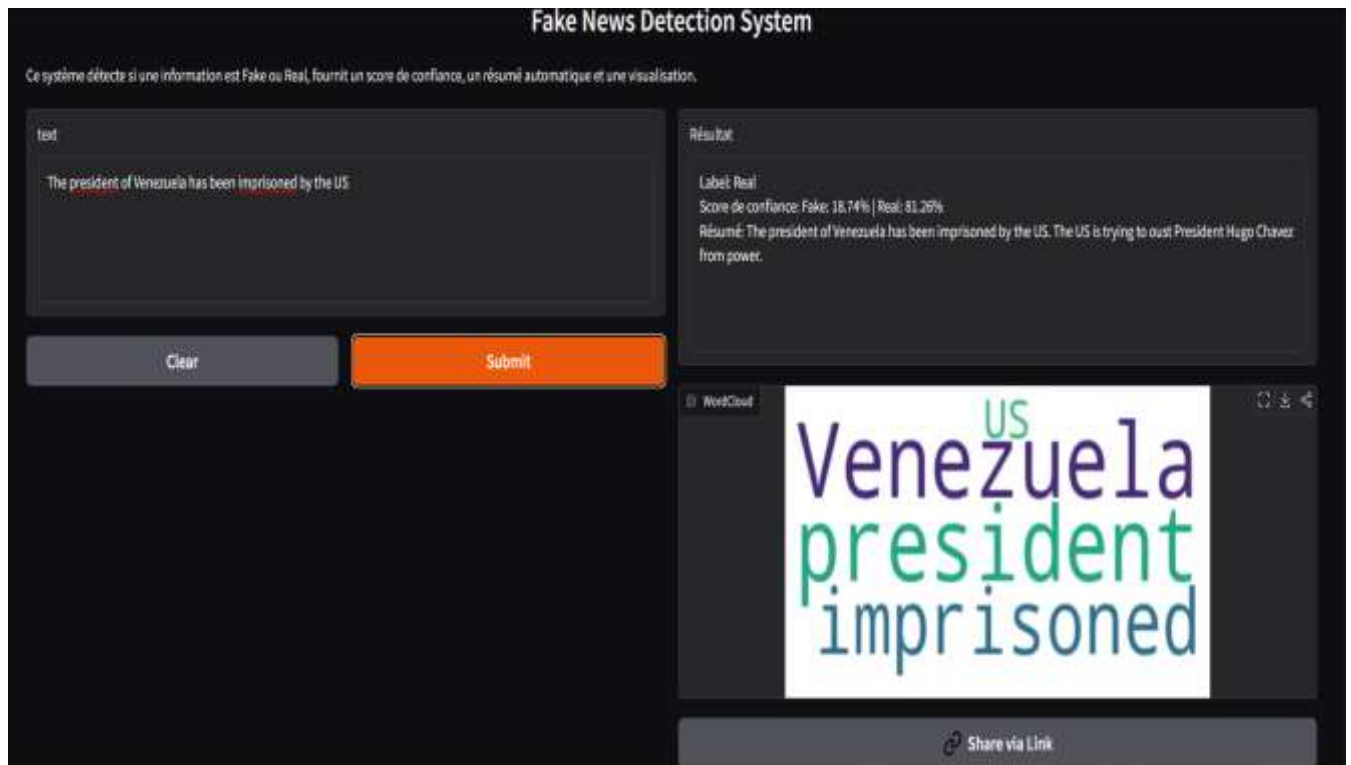 Fake News Detection System
Ce système détecte si une information est Fake ou Real, fournit un score de confiance, un résumé automatique et une visualisation.
text
The president of Venezuela has been imprisoned by the US
Clear
Submit
Résultat
Label: Real
Score de confiance: Fake: 18.74% | Real: 81.26%
Résumé: The president of Venezuela has been imprisoned by the US. The US is trying to oust President Hugo Chavez
from power.
WordCloud
US
Venezuela
president
imprisoned
Share via Link